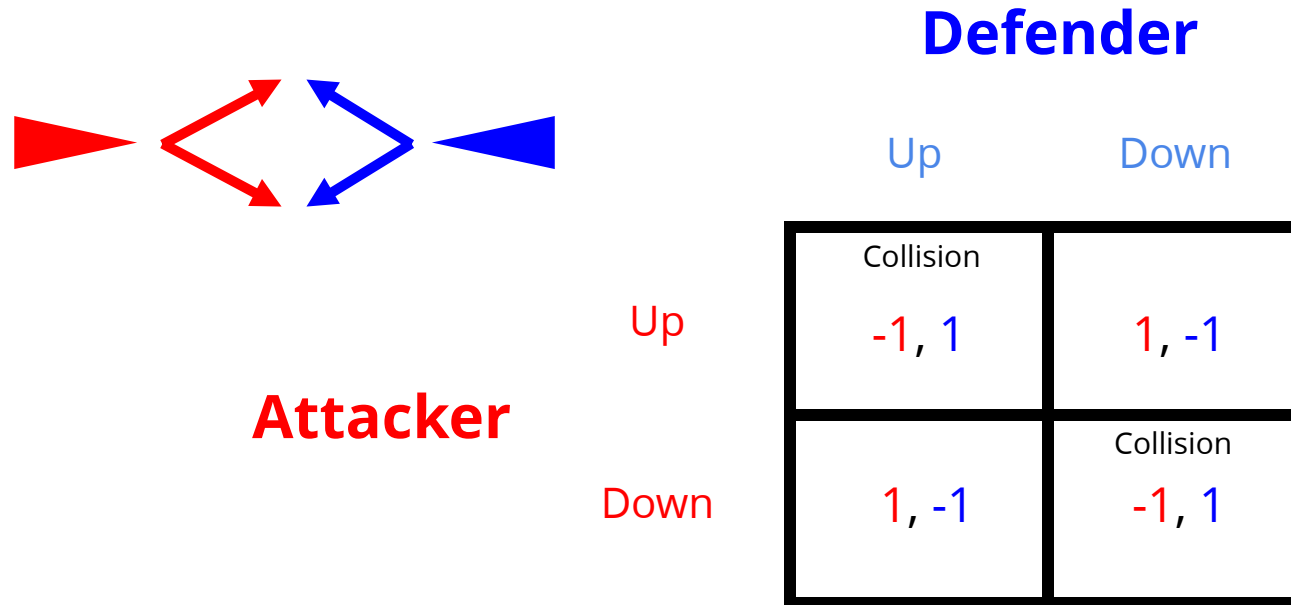 Defender
Up Down
Collision
Up
-1, 1
1, -1
Attacker
Collision
Down
1, -1
-1, 1